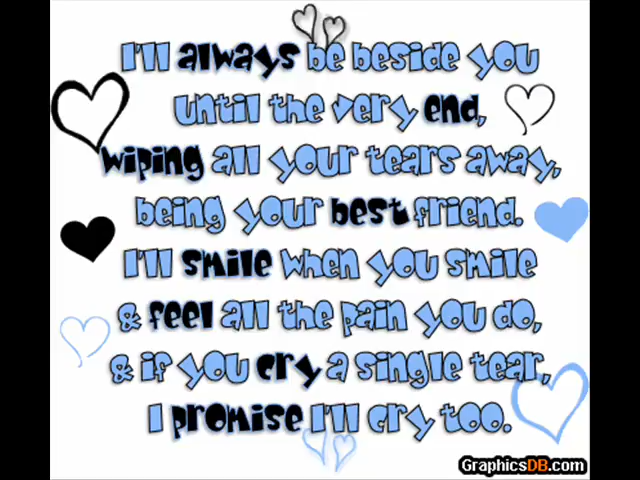 I'll always be beside you
until the very end,
wiping all your tears away,
being your best friend.
I'll smile when you smile
& feel all the pain you do,
& if you cry a single tear,
I promise I'll cry too.
GraphicsDB.com